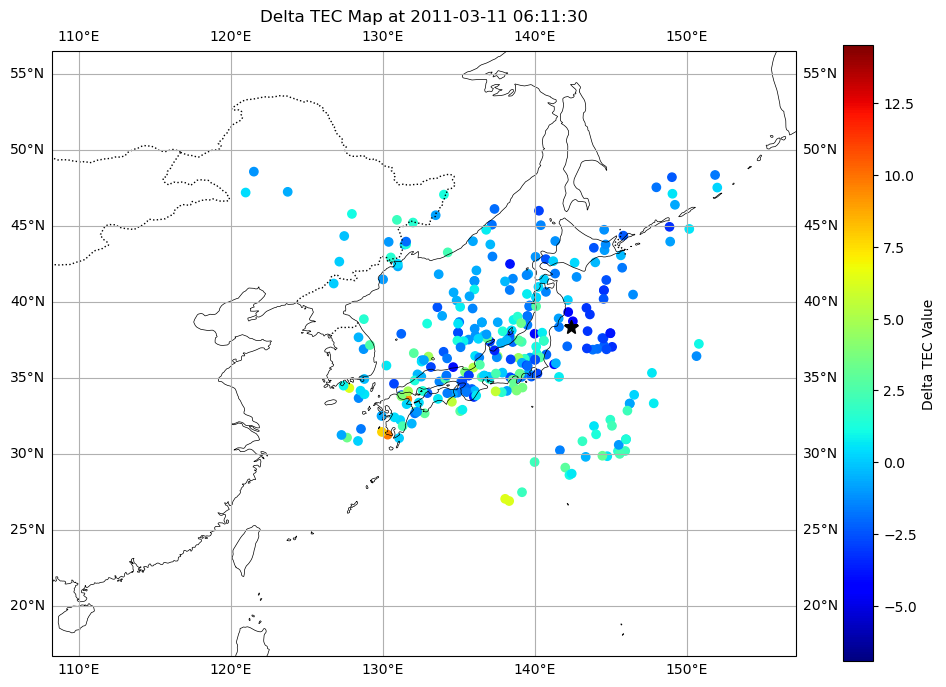 Delta TEC Map at 2011-03-11 06:11:30
110°E 120°E 130°E 140°E 150°E
55°N 55°N
50°N 50°N
45°N 45°N
40°N 40°N
35°N 35°N
30°N 30°N
25°N 25°N
20°N 20°N
110°E 120°E 130°E 140°E 150°E
12.5
10.0
7.5
5.0
2.5
0.0
−2.5
−5.0
Delta TEC Value